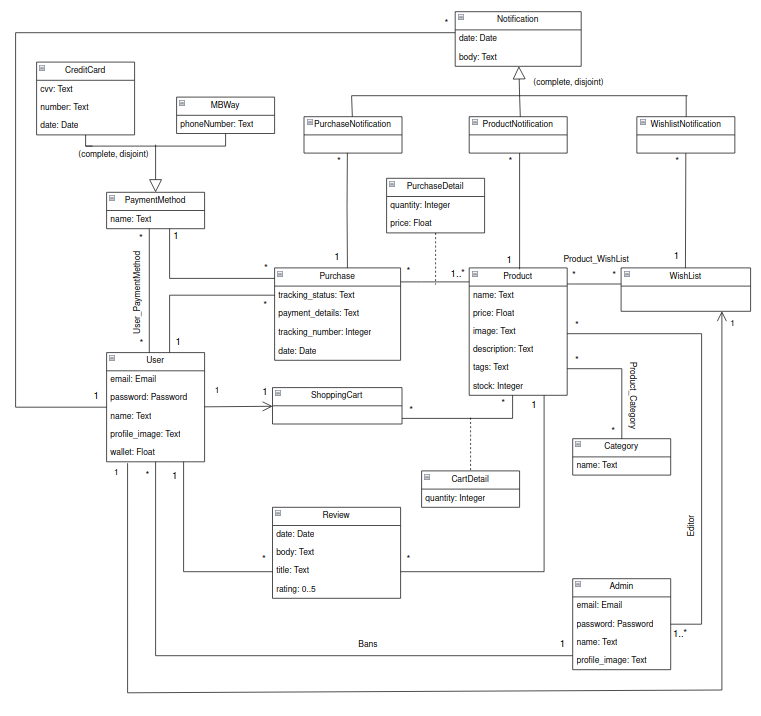 *
Notification
date: Date
body: Text
(complete, disjoint)
CreditCard
cvv: Text
number: Text
date: Date
MBWay
phoneNumber: Text
(complete, disjoint)
PurchaseNotification
ProductNotification
WishlistNotification
*
*
*
PaymentMethod
name: Text
PurchaseDetail
quantity: Integer
price: Float
*
1
User_PaymentMethod
*
1
1
1
Product_WishList
*
*
1..*
*
*
Purchase
tracking_status: Text
payment_details: Text
tracking_number: Integer
date: Date
*
1
Product
name: Text
price: Float
image: Text
description: Text
tags: Text
stock: Integer
WishList
1
*
*
Product_Category
*
User
email: Email
password: Password
name: Text
profile_image: Text
wallet: Float
1
1
1
ShoppingCart
*
*
1
Category
name: Text
CartDetail
quantity: Integer
1
*
1
Review
date: Date
body: Text
title: Text
rating: 0..5
*
*
Editor
Admin
email: Email
password: Password
name: Text
profile_image: Text
1..*
Bans
1